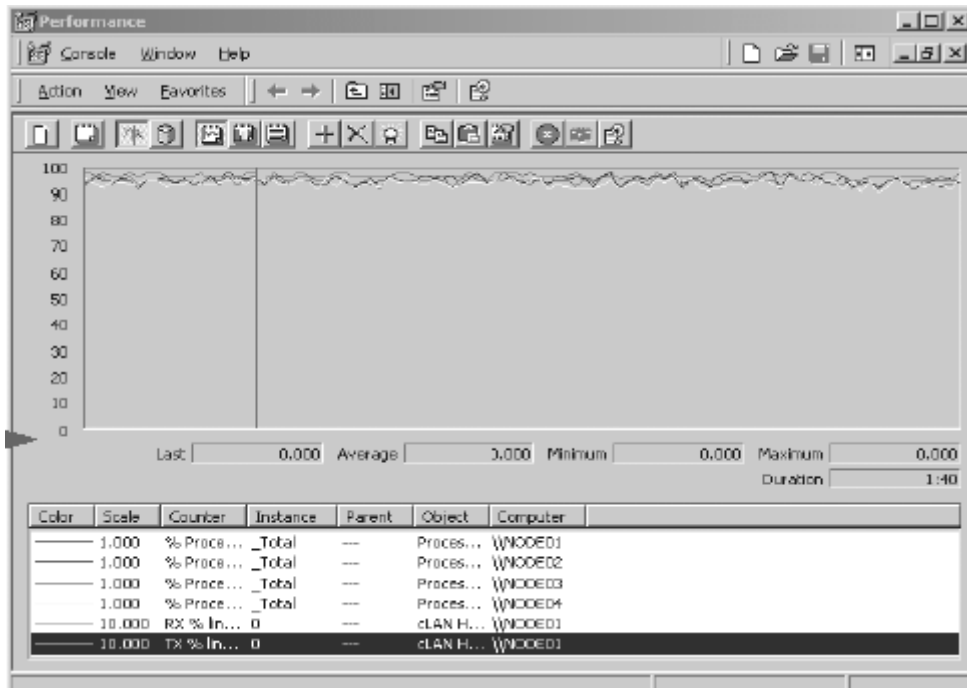 Performance
Console Window Help
Action View Favorites
100
90
80
70
60
50
40
30
20
10
0
Last 0.000 Average 0.000 Minimum 0.000 Maximum 0.000
Duration 1:40
Color Scale Counter Instance Parent Object Computer
1.000 % Proce... _Total --- Proces... \\NODE01
1.000 % Proce... _Total --- Proces... \\NODE02
1.000 % Proce... _Total --- Proces... \\NODE03
1.000 % Proce... _Total --- Proces... \\NODE04
10.000 RX % lin... 0 --- cLAN H... \\NODE01
10.000 TX % lin... 0 --- cLAN H... \\NODE01